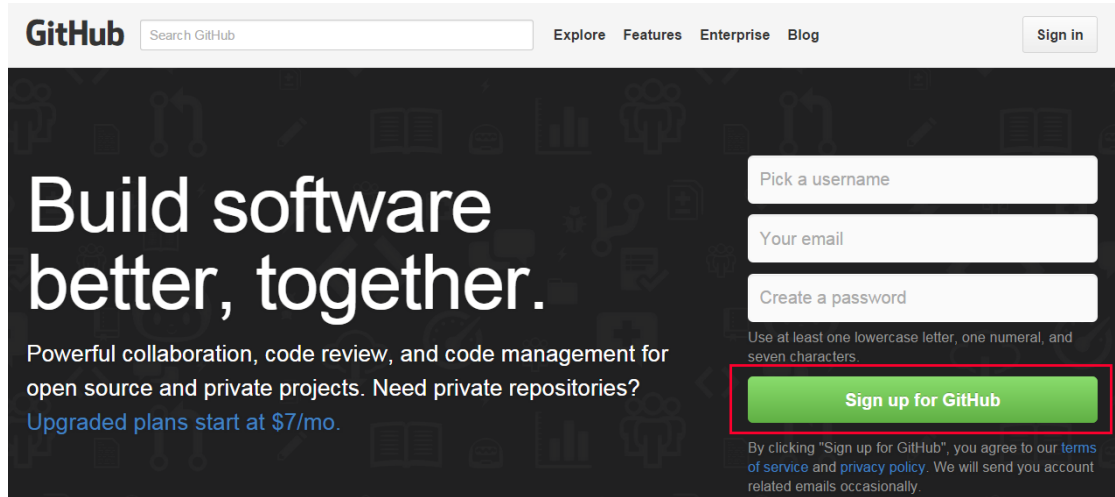 GitHub Search GitHub Explore Features Enterprise Blog Sign in
Build software
better, together.
Powerful collaboration, code review, and code management for
open source and private projects. Need private repositories?
Upgraded plans start at $7/mo.
Pick a username
Your email
Create a password
Use at least one lowercase letter, one numeral, and
seven characters.
Sign up for GitHub
By clicking "Sign up for GitHub", you agree to our terms
of service and privacy policy. We will send you account
related emails occasionally.